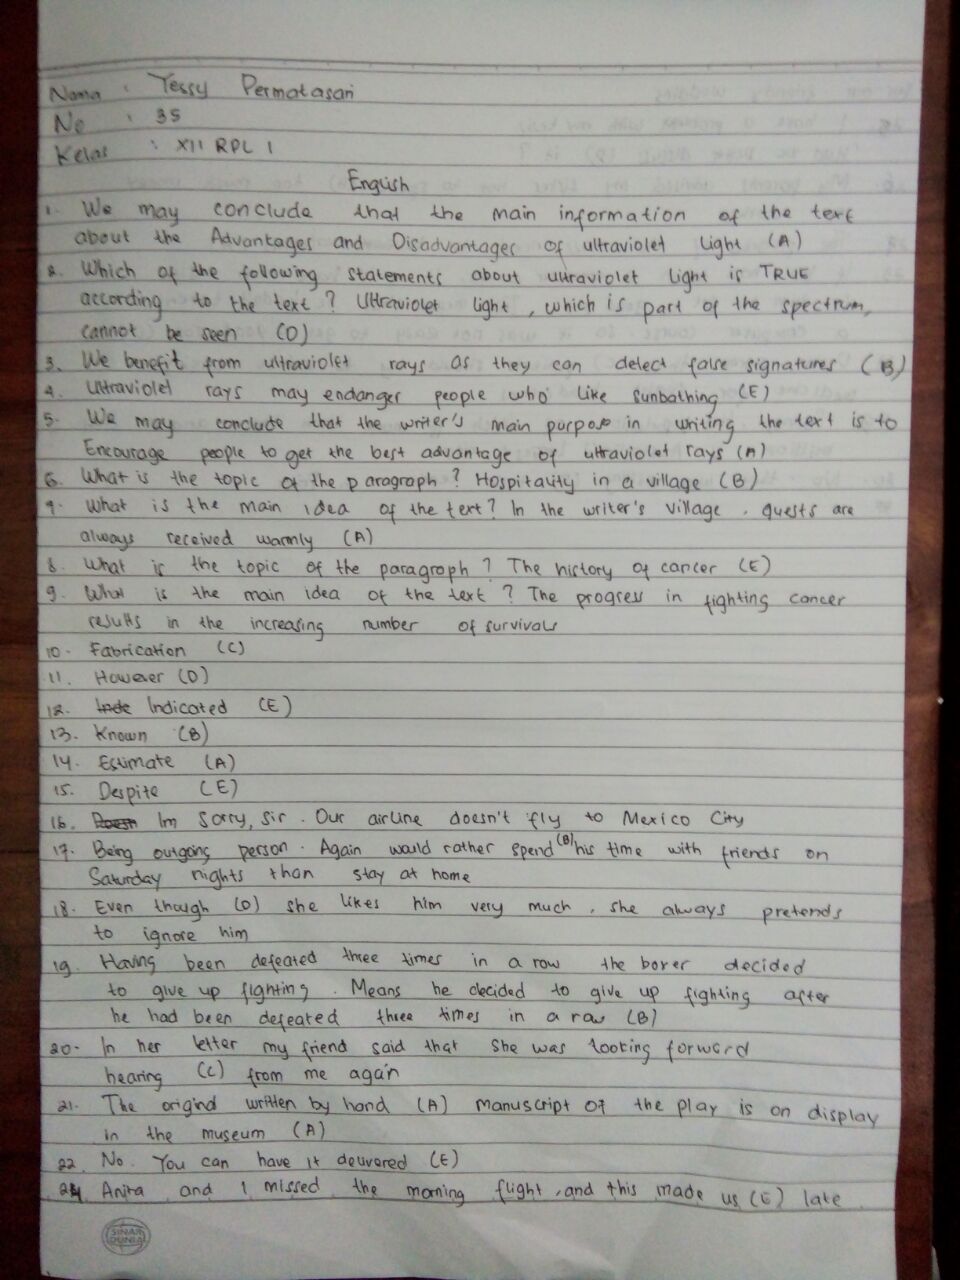 Nama : Tessy Permatasari
No : 35
Kelas : XII RPL 1
English
1. We may conclude that the main information of the text
about the Advantages and Disadvantages of ultraviolet light (A)
2. Which of the following statements about ultraviolet light is TRUE
according to the text? Ultraviolet light, which is part of the spectrum,
cannot be seen (D)
3. We benefit from ultraviolet rays as they can detect false signatures (B)
4. Ultraviolet rays may endanger people who like sunbathing (E)
5. We may conclude that the writer's main purpose in writing the text is to
Encourage people to get the best advantage of ultraviolet rays (A)
6. What is the topic of the paragraph? Hospitality in a village (B)
7. What is the main idea of the text? In the writer's village, guests are
always received warmly (A)
8. What is the topic of the paragraph? The history of cancer (E)
9. What is the main idea of the text? The progress in fighting cancer
results in the increasing number of survivals
10. Fabrication (C)
11. However (D)
12. Indicated (E)
13. Known (B)
14. Estimate (A)
15. Despite (E)
16. Im Sorry, Sir. Our airline doesn't fly to Mexico City
17. Being outgoing person. Again would rather spend (B) his time with friends on
Saturday nights than stay at home
18. Even though (D) she likes him very much, she always pretends
to ignore him
19. Having been defeated three times in a row the boxer decided
to give up fighting. Means he decided to give up fighting after
he had been defeated three times in a row (B)
20. In her letter my friend said that she was looking forward
hearing (C) from me again
21. The original written by hand (A) manuscript of the play is on display
in the museum (A)
22. No. You can have it delivered (E)
24 Anita and I missed the morning flight, and this made us (E) late
SINAR
DUNIA